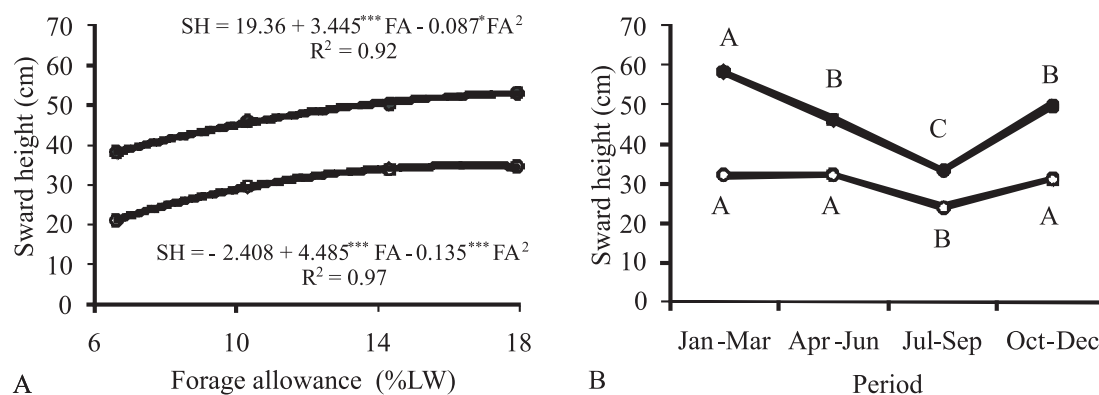 SH = 19.36 + 3.445*** FA - 0.087*FA²
R² = 0.92
Sward height (cm)
70
60
50
40
30
20
10
0
SH = - 2.408 + 4.485*** FA - 0.135*** FA²
R² = 0.97
6 10 14 18
A Forage allowance (%LW)
Sward height (cm)
70
60
50
40
30
20
10
0
A B C B
A A B A
Jan-Mar Apr-Jun Jul-Sep Oct-Dec
B Period